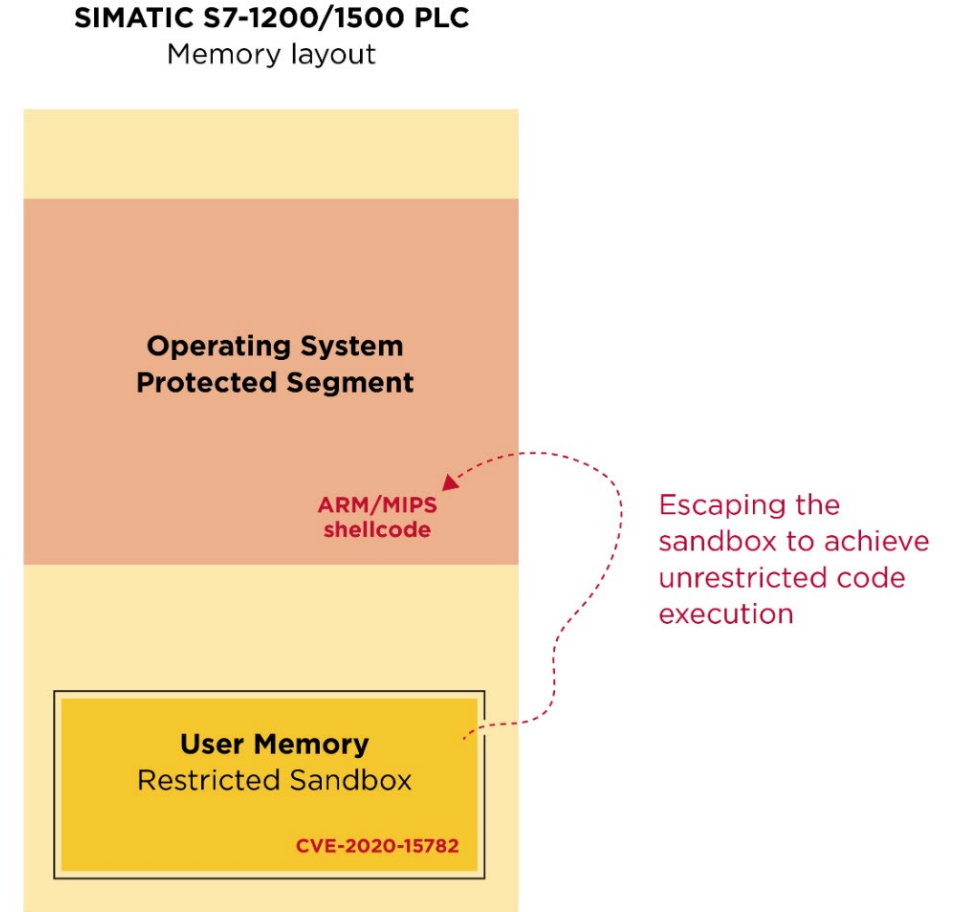 SIMATIC S7-1200/1500 PLC
Memory layout
Operating System
Protected Segment
ARM/MIPS
shellcode
Escaping the
sandbox to achieve
unrestricted code
execution
User Memory
Restricted Sandbox
CVE-2020-15782